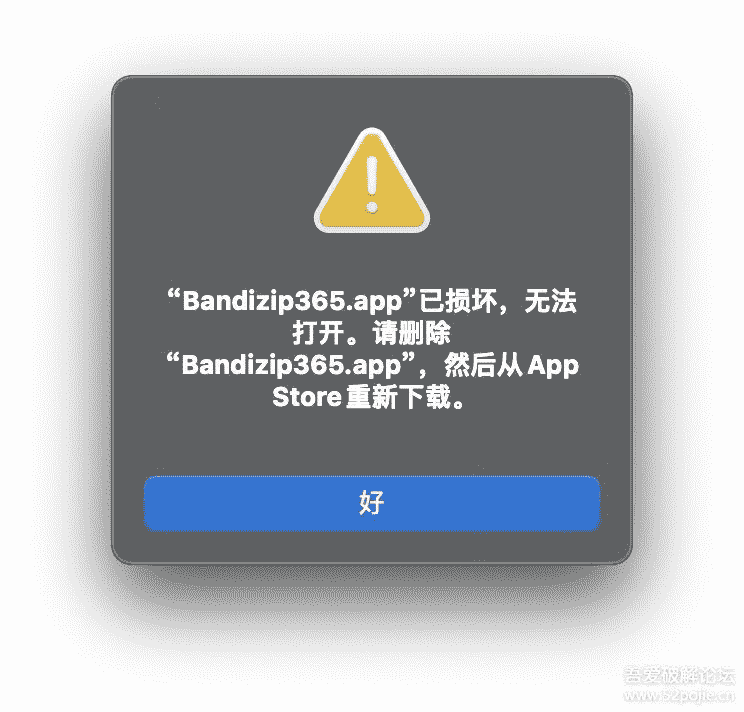 “Bandizip365.app”已损坏，无法
打开。请删除
“Bandizip365.app”，然后从 App
Store 重新下载。
好
吾爱破解论坛
www.52pojie.cn